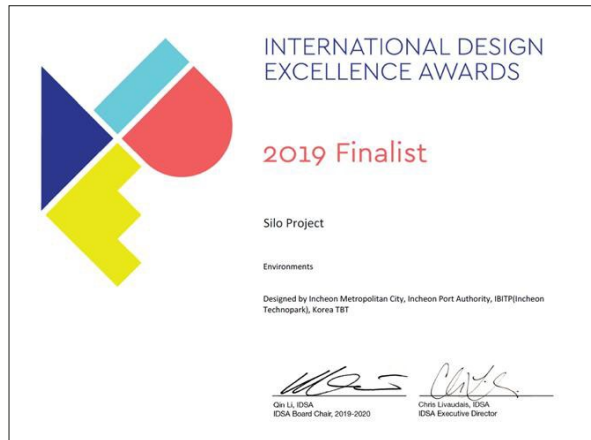 INTERNATIONAL DESIGN
EXCELLENCE AWARDS
2019 Finalist
Silo Project
Environments
Designed by Incheon Metropolitan City, Incheon Port Authority, IBITP(Incheon
Technopark), Korea TBT
Qin Li, IDSA
IDSA Board Chair, 2019-2020
Chris Livaudais, IDSA
IDSA Executive Director